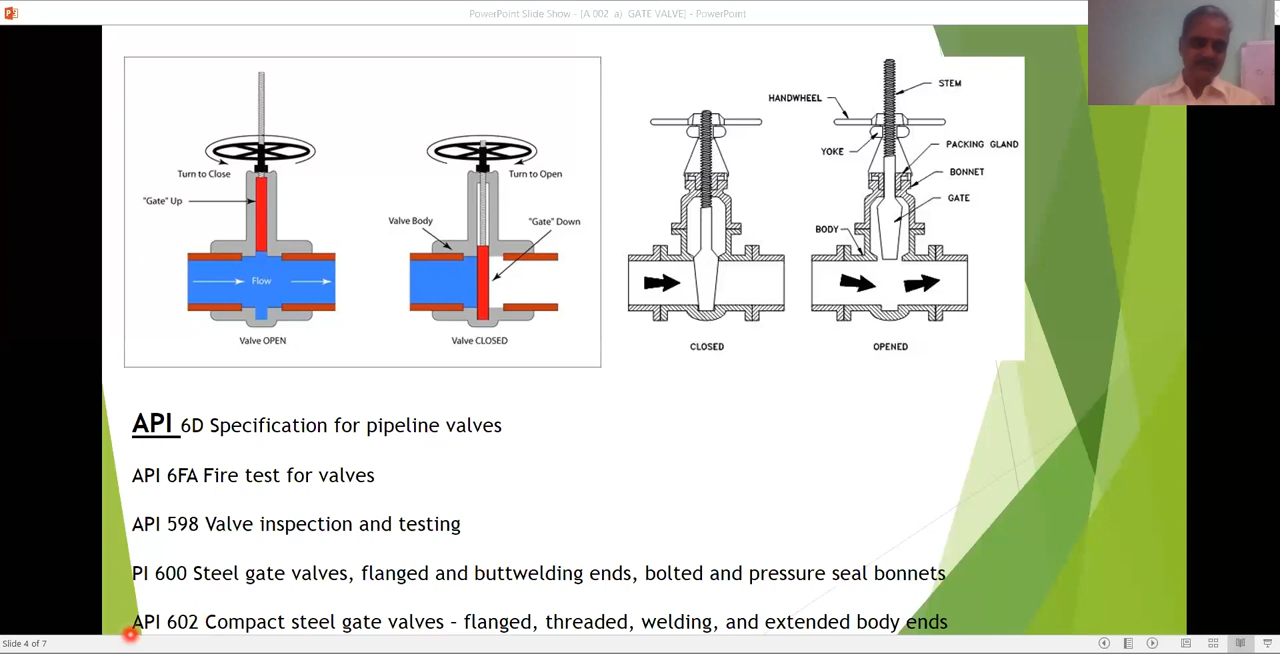 PowerPoint Slide Show - [A 002 a) GATE VALVE] - PowerPoint
Turn to Close
"Gate" Up
Flow
Valve OPEN
Turn to Open
Valve Body
"Gate" Down
Valve CLOSED
HANDWHEEL
STEM
YOKE
PACKING GLAND
BONNET
GATE
BODY
CLOSED
OPENED
API 6D Specification for pipeline valves
API 6FA Fire test for valves
API 598 Valve inspection and testing
PI 600 Steel gate valves, flanged and buttwelding ends, bolted and pressure seal bonnets
API 602 Compact steel gate valves – flanged, threaded, welding, and extended body ends
Slide 4 of 7